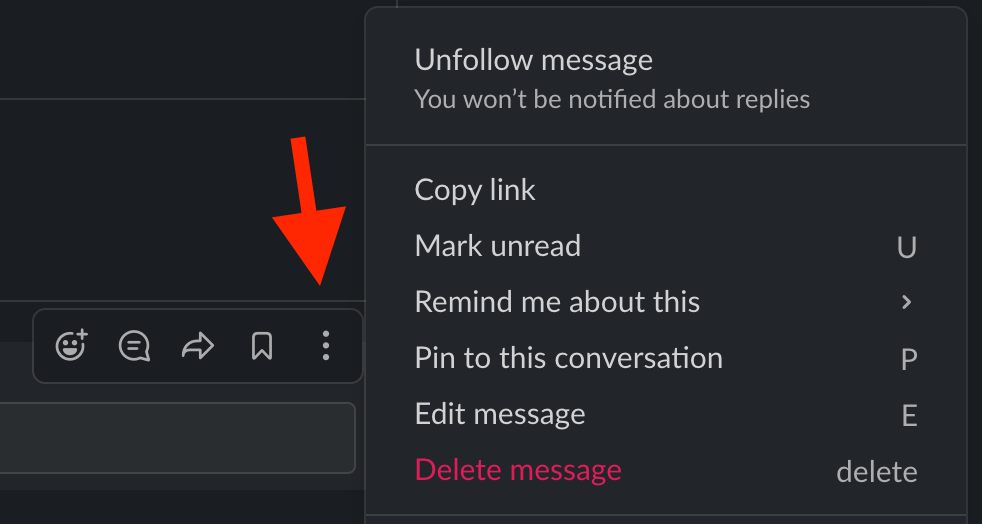 Unfollow message
You won’t be notified about replies
Copy link
Mark unread U
Remind me about this
Pin to this conversation P
Edit message E
Delete message delete